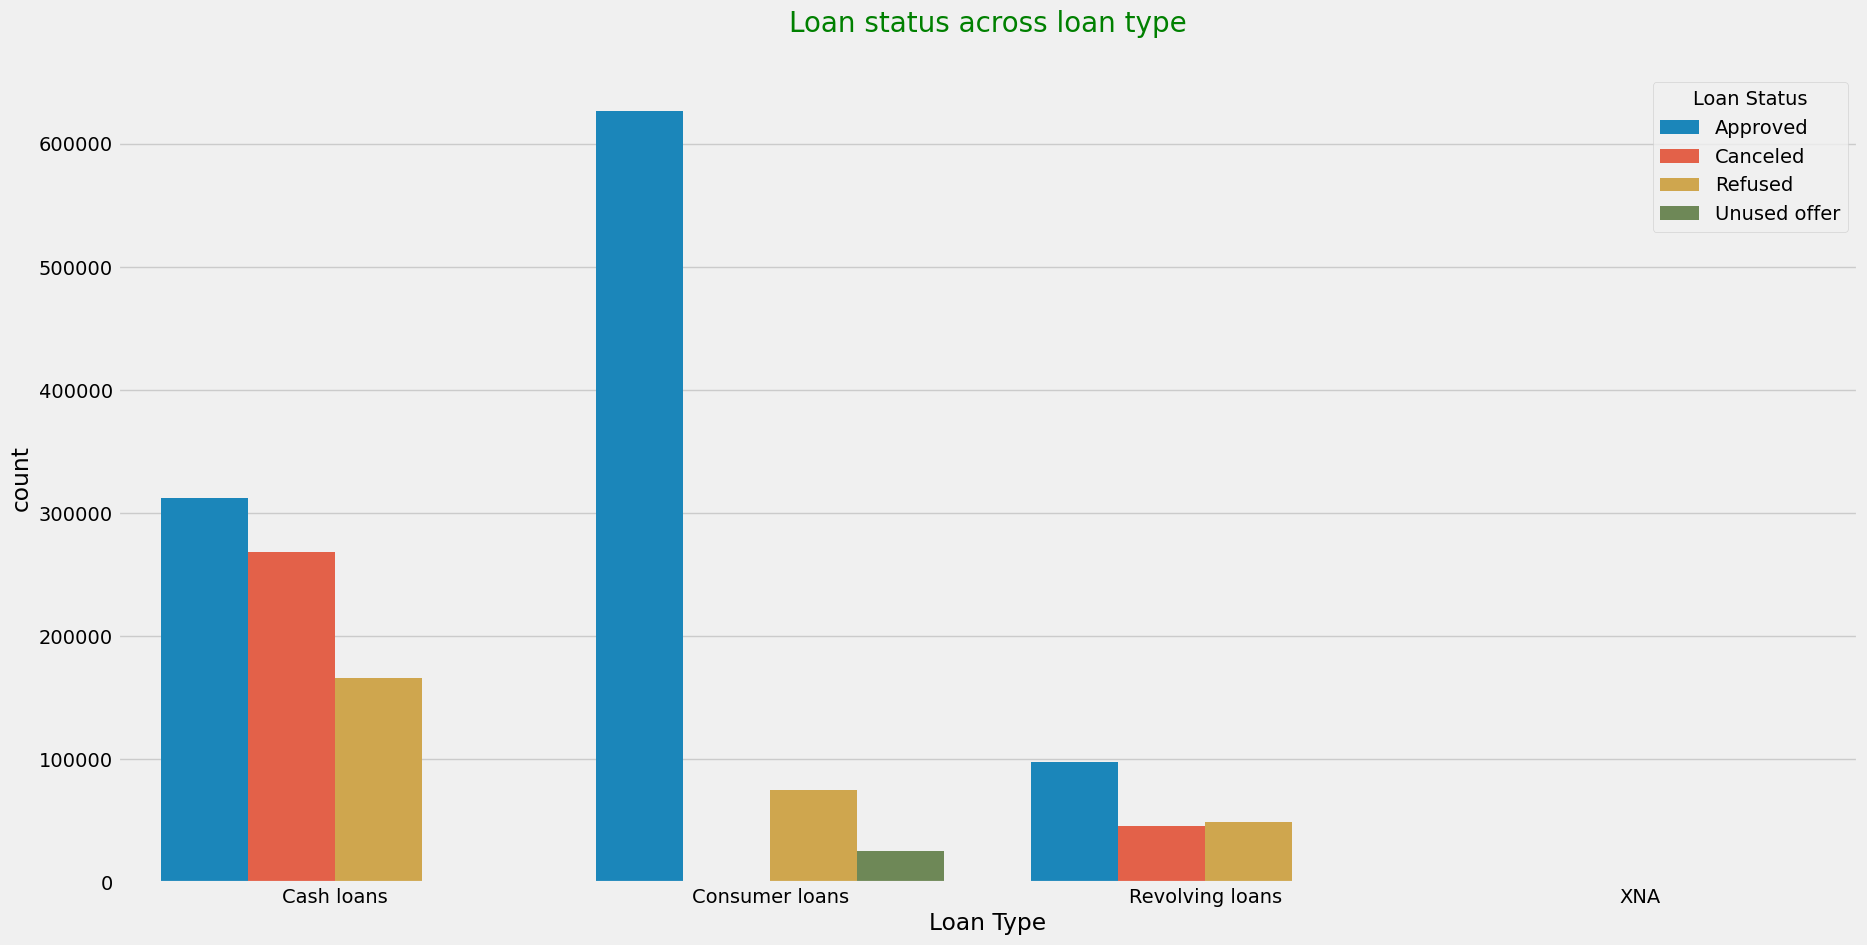 Loan status across loan type
Loan Status
Approved
Canceled
Refused
Unused offer
600000
500000
400000
300000
200000
100000
0
count
Cash loans
Consumer loans
Revolving loans
XNA
Loan Type